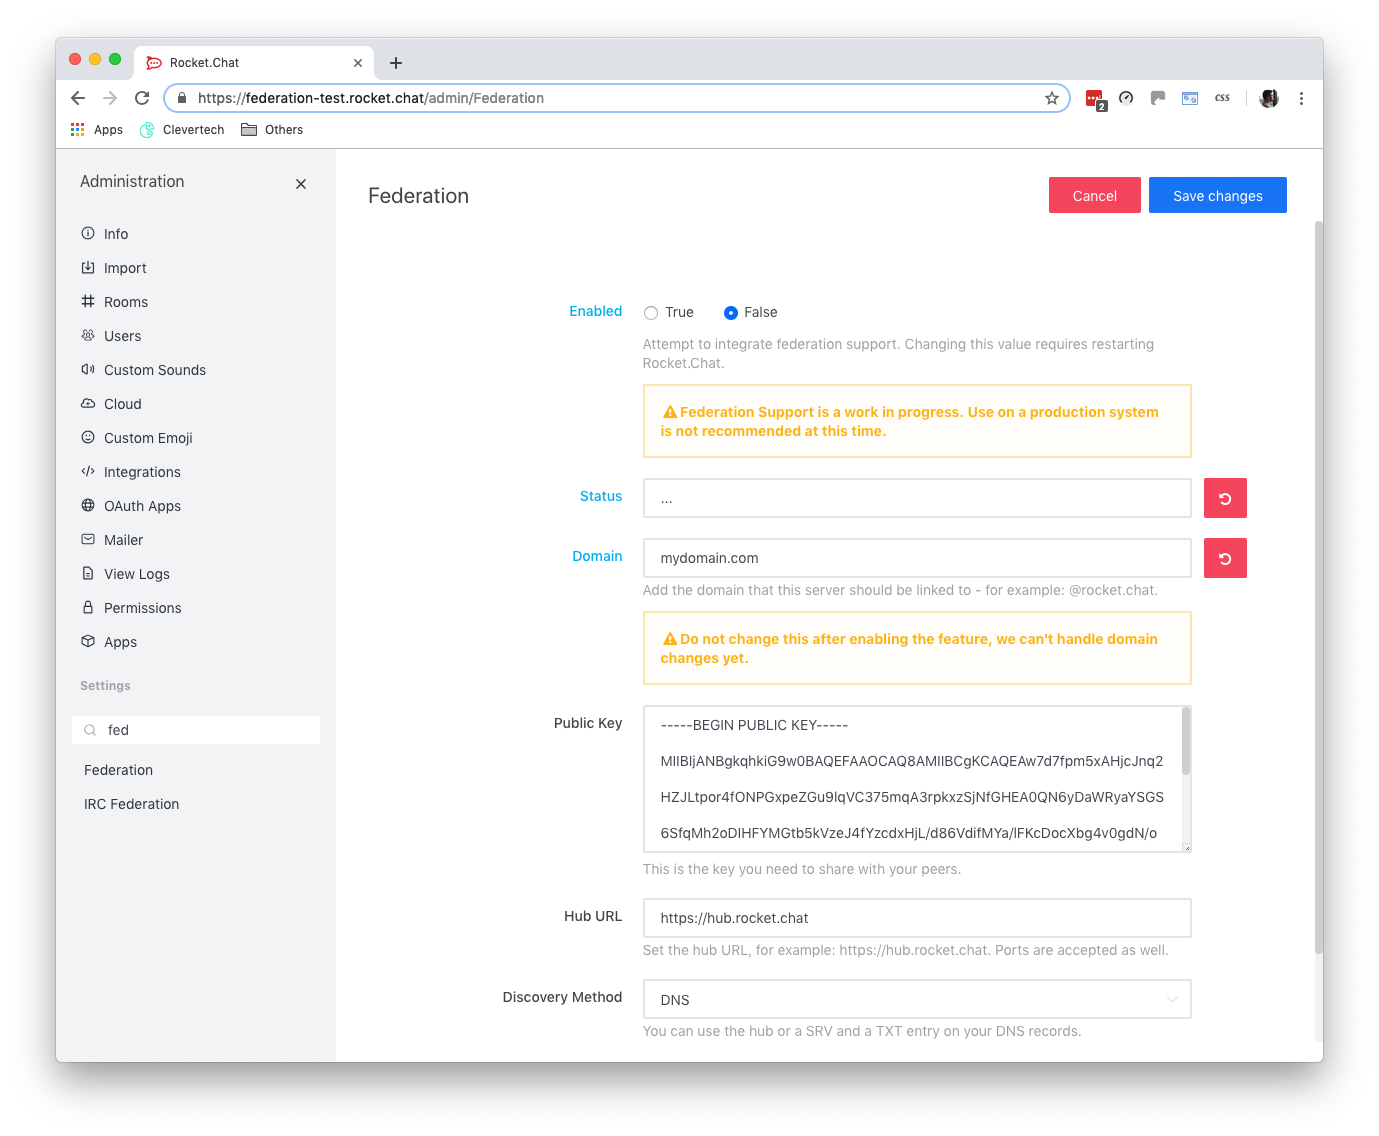 Rocket.Chat
https://federation-test.rocket.chat/admin/Federation
2
css
Apps
Clevertech
Others
Administration
Info
Import
Rooms
Users
Custom Sounds
Cloud
Custom Emoji
Integrations
OAuth Apps
Mailer
View Logs
Permissions
Apps
Settings
fed
Federation
IRC Federation
Federation
Cancel
Save changes
Enabled
True
False
Attempt to integrate federation support. Changing this value requires restarting
Rocket.Chat.
Federation Support is a work in progress. Use on a production system
is not recommended at this time.
Status
...
Domain
mydomain.com
Add the domain that this server should be linked to - for example: @rocket.chat.
Do not change this after enabling the feature, we can't handle domain
changes yet.
Public Key
-----BEGIN PUBLIC KEY-----
MIIBIjANBgkqhkiG9w0BAQEFAAOCAQ8AMIIBCgKCAQEAw7d7fpm5xAHjcJnq2
HZJLtpor4fONPGxpeZGu9lqVC375mqA3rpkxzSjNfGHEA0QN6yDaWRyaYSGS
6SfqMh2oDIHFYMGtb5kVzeJ4fYzcdxHjL/d86VdifMYa/lFKcDocXbg4v0gdN/o
This is the key you need to share with your peers.
Hub URL
https://hub.rocket.chat
Set the hub URL, for example: https://hub.rocket.chat. Ports are accepted as well.
Discovery Method
DNS
You can use the hub or a SRV and a TXT entry on your DNS records.